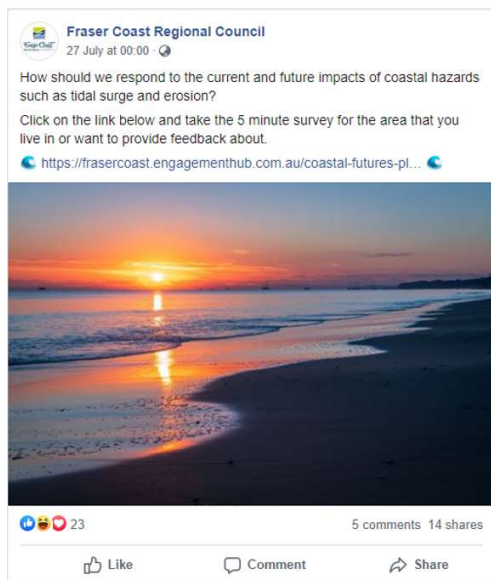 Fraser Coast Regional Council
27 July at 00:00 ·
How should we respond to the current and future impacts of coastal hazards
such as tidal surge and erosion?
Click on the link below and take the 5 minute survey for the area that you
live in or want to provide feedback about.
https://frasercoast.engagementhub.com.au/coastal-futures-pl...
23
5 comments 14 shares
Like Comment Share